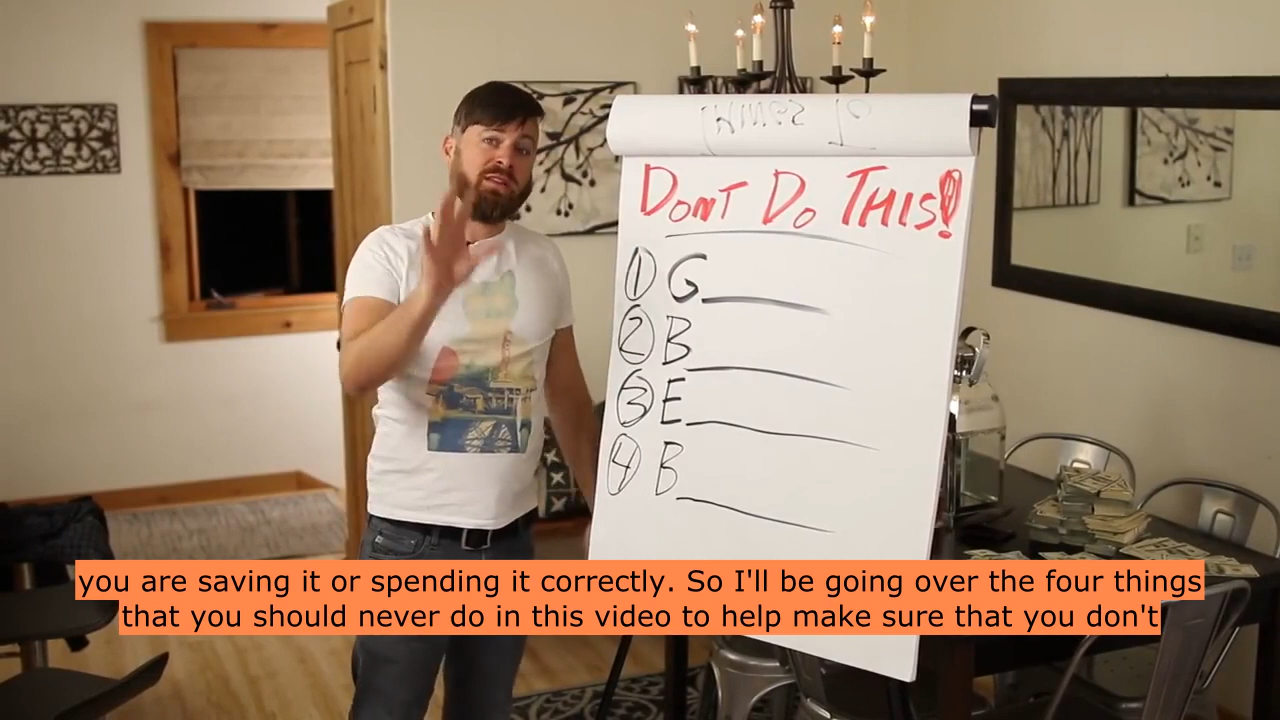 DONT DO THIS!
1 G
2 B
3 E
4 B
you are saving it or spending it correctly. So I'll be going over the four things
that you should never do in this video to help make sure that you don't